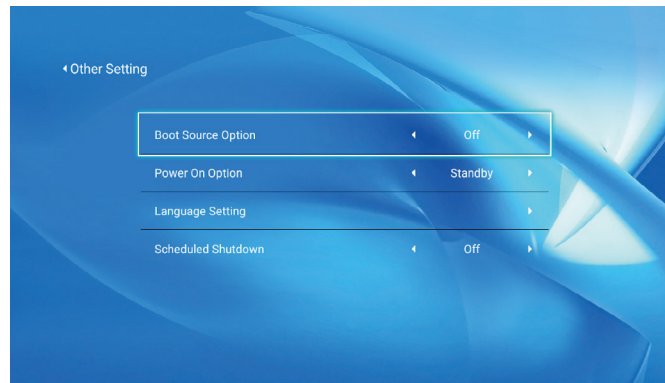 Other Setting
Boot Source Option Off
Power On Option Standby
Language Setting
Scheduled Shutdown Off